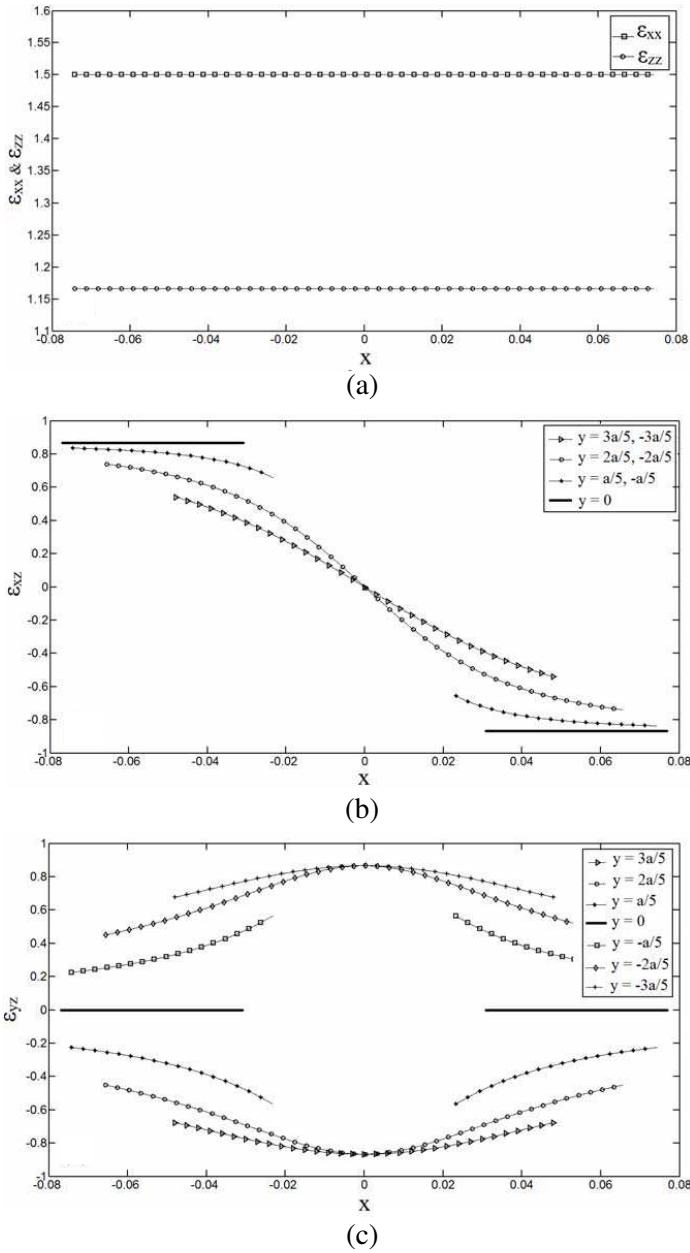 1.6
1.55
1.5
1.45
1.4
1.35
1.3
1.25
1.2
1.15
1.1
εxx & εzz
εxx
εzz
-0.08 -0.06 -0.04 -0.02 0 0.02 0.04 0.06 0.08
x
(a)
1
0.8
0.6
0.4
0.2
0
-0.2
-0.4
-0.6
-0.8
-1
εxz
y = 3a/5, -3a/5
y = 2a/5, -2a/5
y = a/5, -a/5
y = 0
-0.08 -0.06 -0.04 -0.02 0 0.02 0.04 0.06 0.08
x
(b)
1
0.8
0.6
0.4
0.2
0
-0.2
-0.4
-0.6
-0.8
-1
εyz
y = 3a/5
y = 2a/5
y = a/5
y = 0
y = -a/5
y = -2a/5
y = -3a/5
-0.08 -0.06 -0.04 -0.02 0 0.02 0.04 0.06 0.08
x
(c)